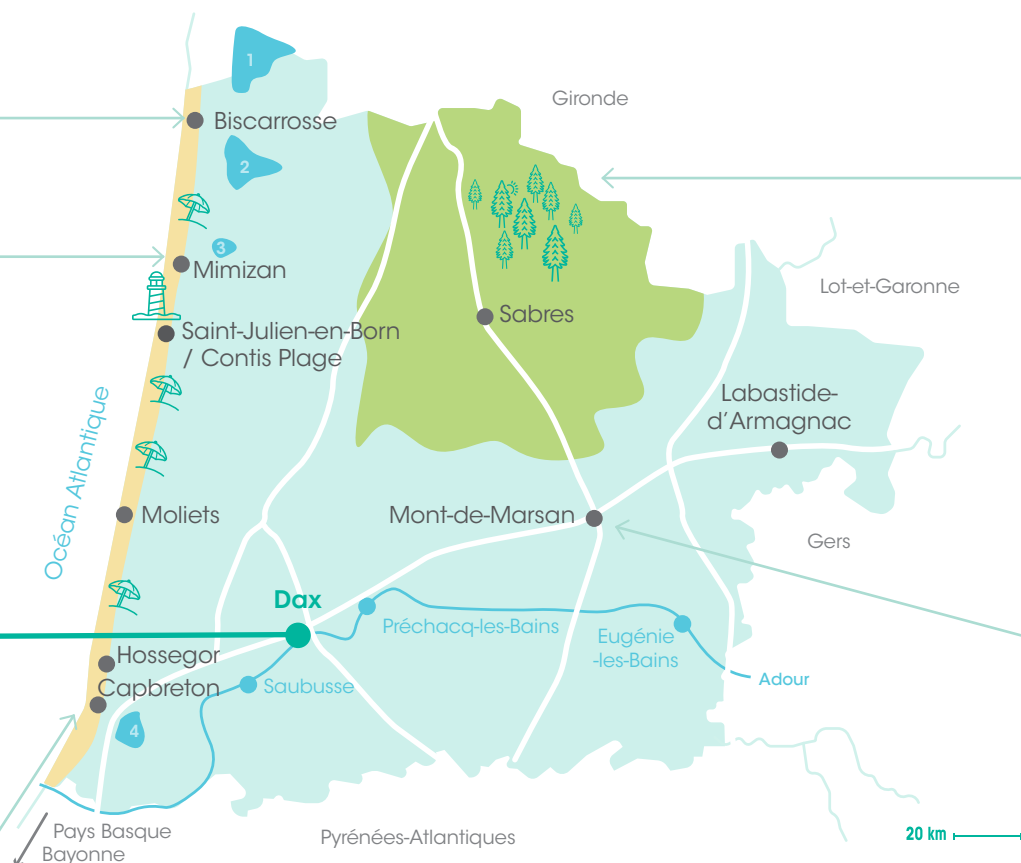 1
Gironde
Biscarrosse
2
3
Mimizan
Lot-et-Garonne
Sabres
Saint-Julien-en-Born
/ Contis Plage
Océan Atlantique
Labastide-
d'Armagnac
Moliets
Mont-de-Marsan
Gers
Dax
Préchacq-les-Bains
Eugénie
-les-Bains
Hossegor
Adour
Capbreton
Saubusse
4
Pays Basque
Bayonne
Pyrénées-Atlantiques
20 km